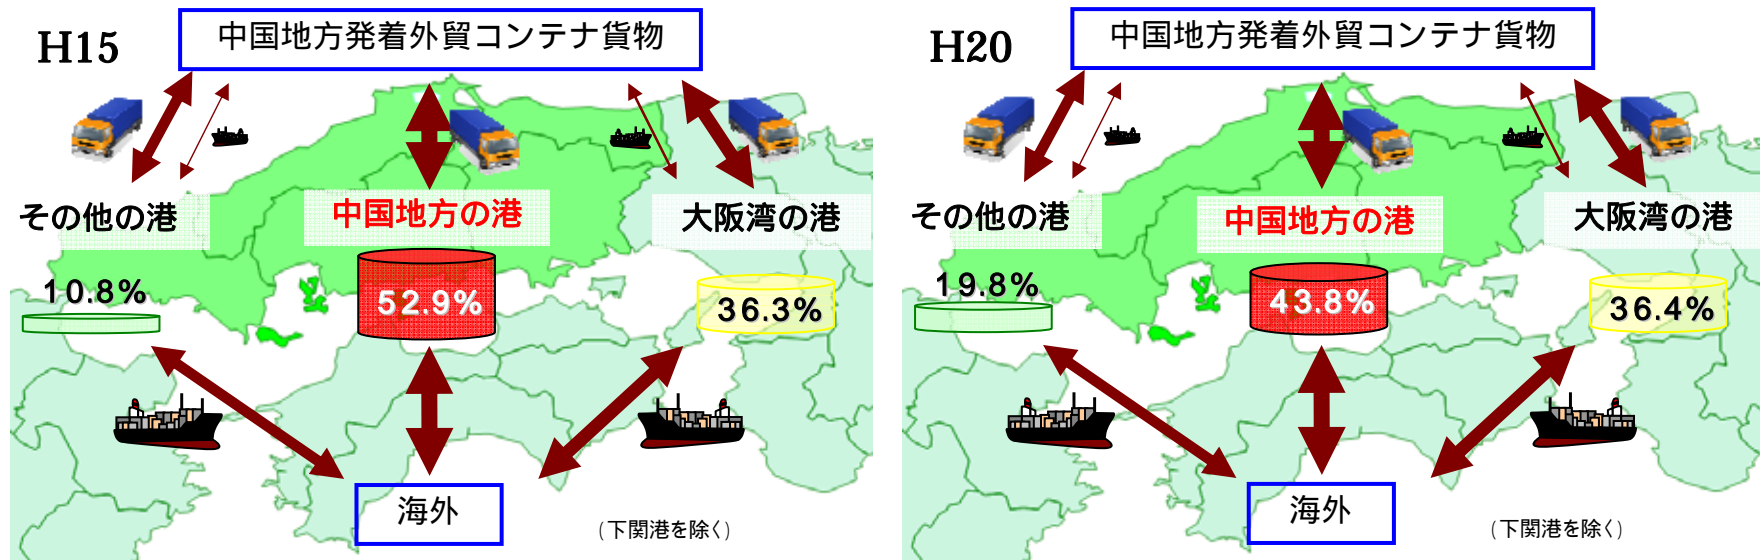 H15
中国地方発着外貿コンテナ貨物
その他の港
中国地方の港
大阪湾の港
10.8%
52.9%
36.3%
海外
(下関港を除く)
H20
中国地方発着外貿コンテナ貨物
その他の港
中国地方の港
大阪湾の港
19.8%
43.8%
36.4%
海外
(下関港を除く)